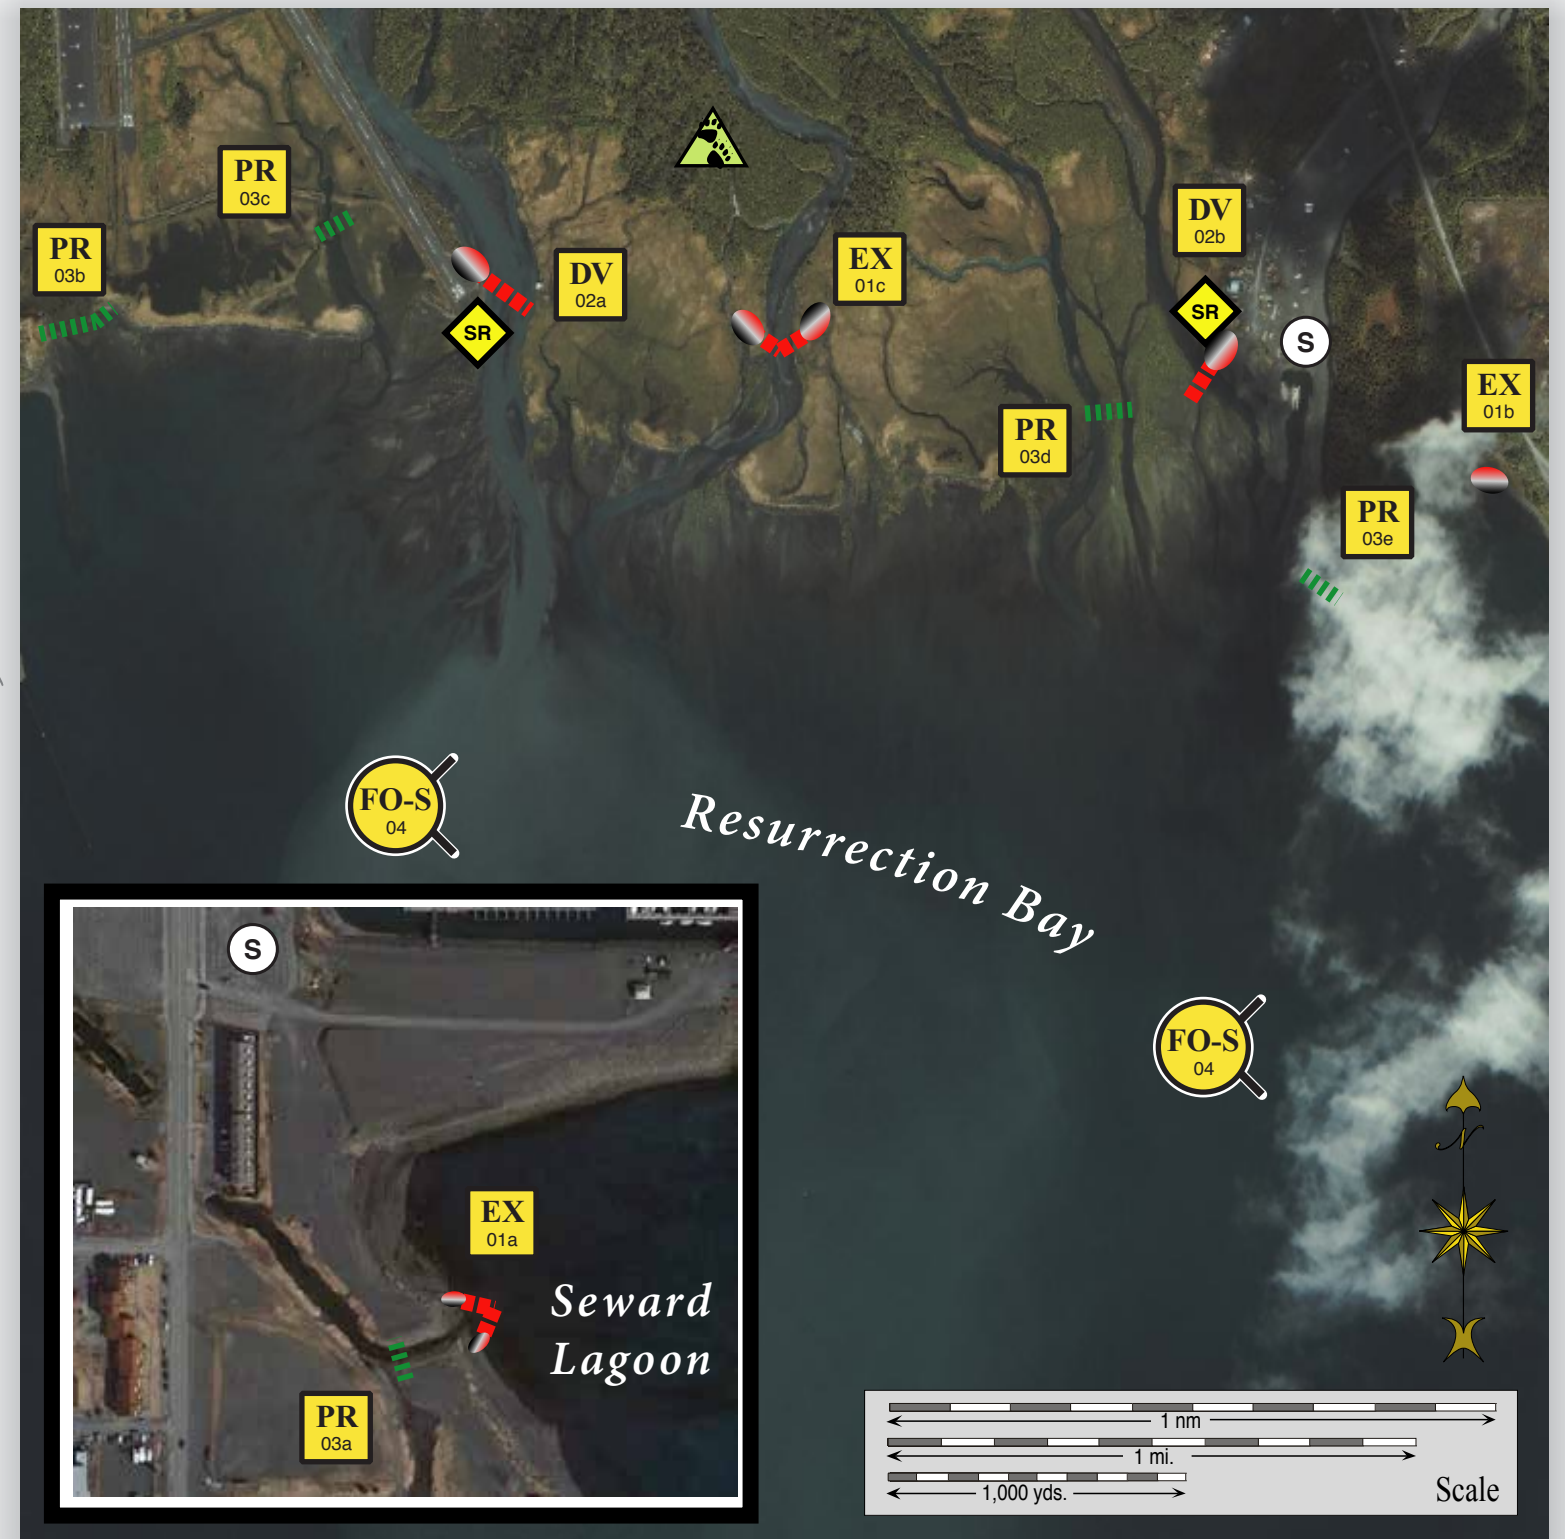 PR
03c
DV
02b
PR
03b
EX
01c
DV
02a
SR
SR
S
EX
01b
PR
03d
PR
03e
FO-S
04
Resurrection Bay
S
FO-S
04
N
EX
01a
Seward
Lagoon
PR
03a
1 nm
1 mi.
1,000 yds.
Scale